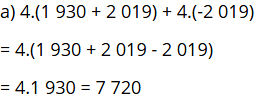 a) 4.(1 930 + 2 019) + 4.(-2 019)
= 4.(1 930 + 2 019 - 2 019)
= 4.1 930 = 7 720